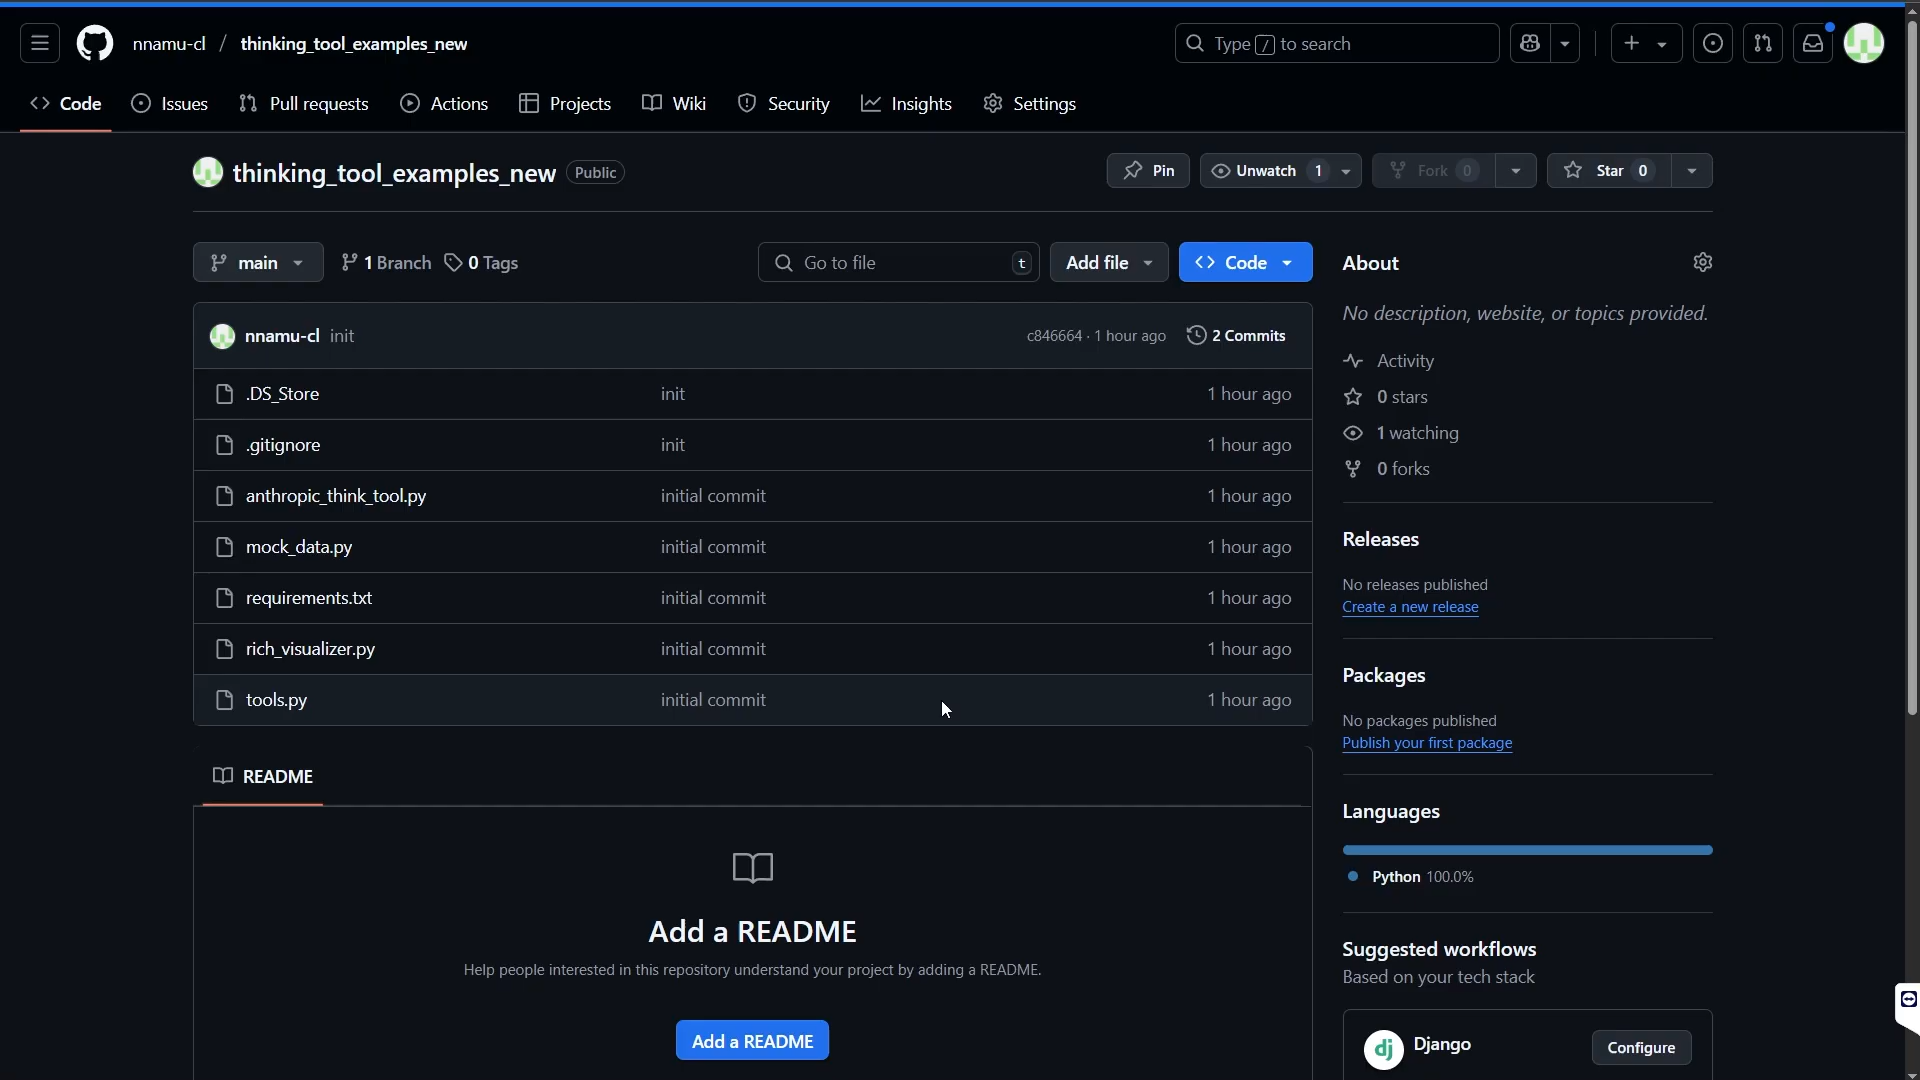 nnamu-cl / thinking_tool_examples_new
Type / to search
Code Issues Pull requests Actions Projects Wiki Security Insights Settings
thinking_tool_examples_new Public
Pin Unwatch 1 Fork 0 Star 0
main 1 Branch 0 Tags Go to file t Add file Code
nnamu-cl init c846664 · 1 hour ago 2 Commits
.DS_Store init 1 hour ago
.gitignore init 1 hour ago
anthropic_think_tool.py initial commit 1 hour ago
mock_data.py initial commit 1 hour ago
requirements.txt initial commit 1 hour ago
rich_visualizer.py initial commit 1 hour ago
tools.py initial commit 1 hour ago
README
Add a README
Help people interested in this repository understand your project by adding a README.
Add a README
About
No description, website, or topics provided.
Activity
0 stars
1 watching
0 forks
Releases
No releases published
Create a new release
Packages
No packages published
Publish your first package
Languages
Python 100.0%
Suggested workflows
Based on your tech stack
dj Django Configure